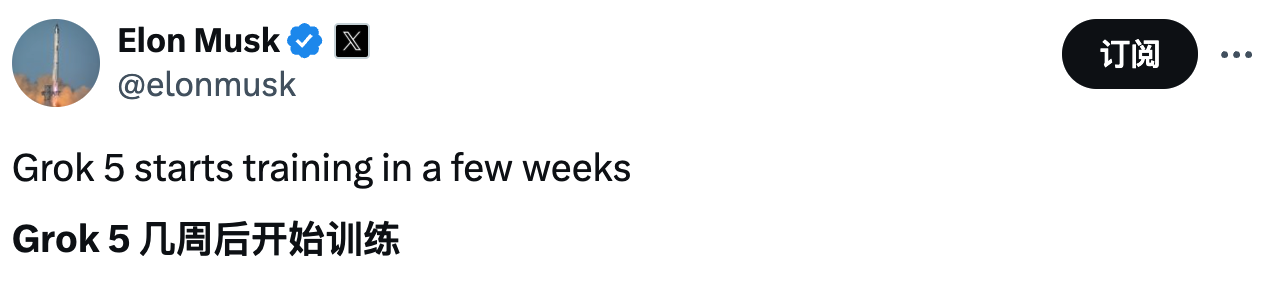 Elon Musk
@elonmusk
订阅
Grok 5 starts training in a few weeks
Grok 5 几周后开始训练